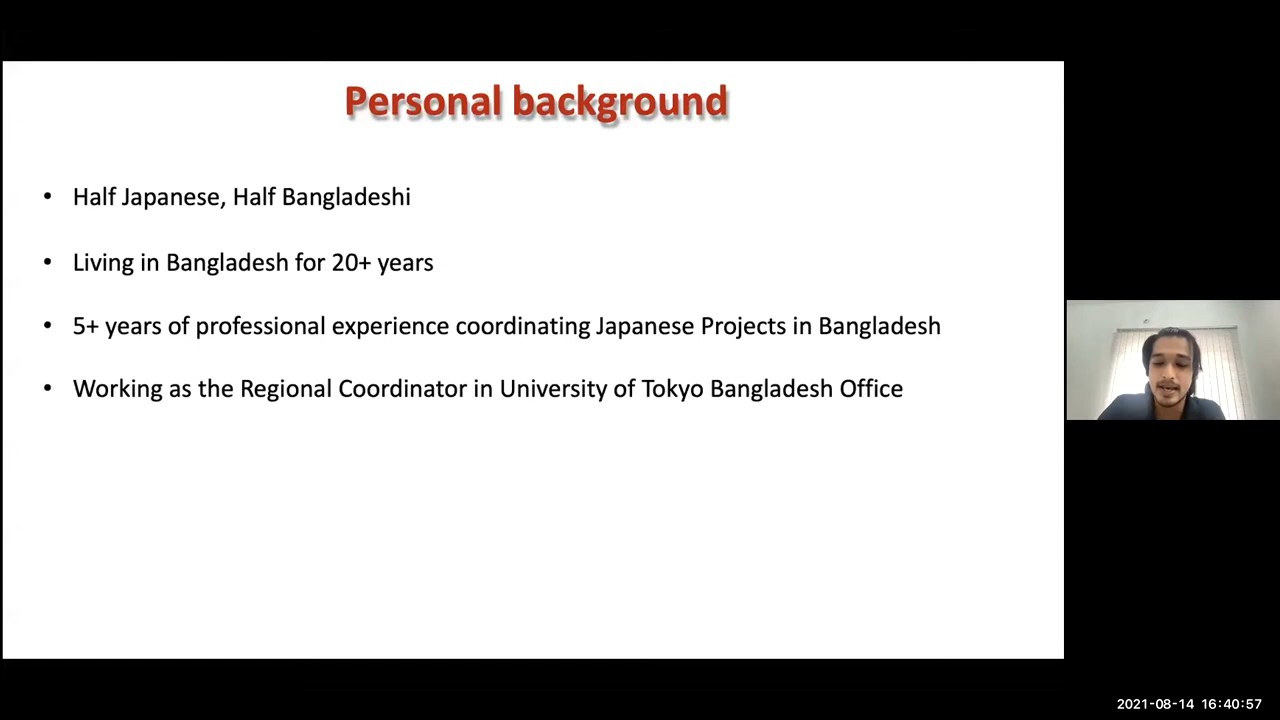 Personal background
• Half Japanese, Half Bangladeshi
• Living in Bangladesh for 20+ years
• 5+ years of professional experience coordinating Japanese Projects in Bangladesh
• Working as the Regional Coordinator in University of Tokyo Bangladesh Office
2021-08-14 16:40:57